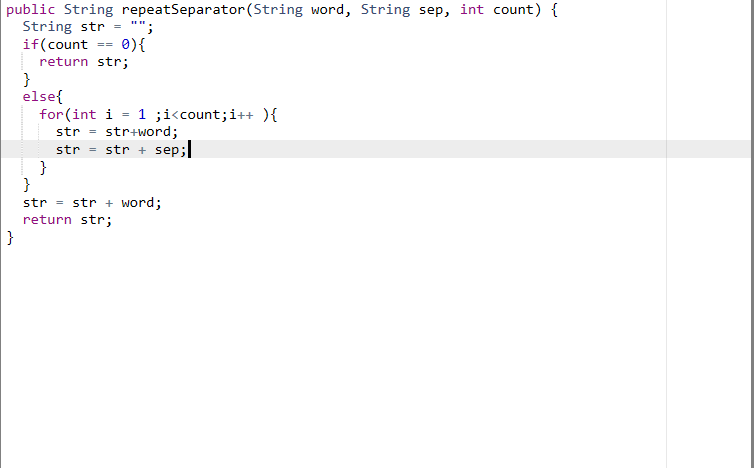 public String repeatSeparator(String word, String sep, int count) {
  String str = "";
  if(count == 0){
    return str;
  }
  else{
    for(int i = 1 ;i<count;i++ ){
      str = str+word;
      str = str + sep;
    }
  }
  str = str + word;
  return str;
}